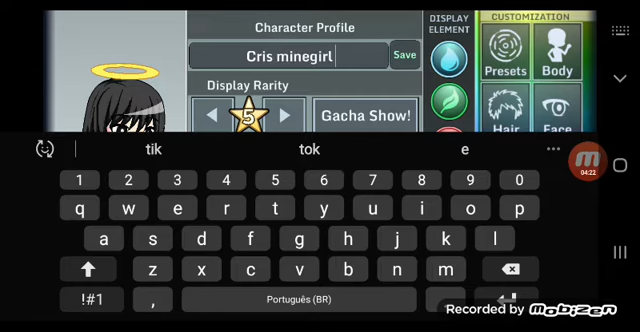 Character Profile
DISPLAY
ELEMENT
CUSTOMIZATION
Cris minegirl
Save
Presets
Body
Display Rarity
5
Gacha Show!
Hair
Face
tik
tok
e
04:22
1 2 3 4 5 6 7 8 9 0
q w e r t y u i o p
a s d f g h j k l
z x c v b n m
!#1 , Português (BR)
Recorded by Mobizen